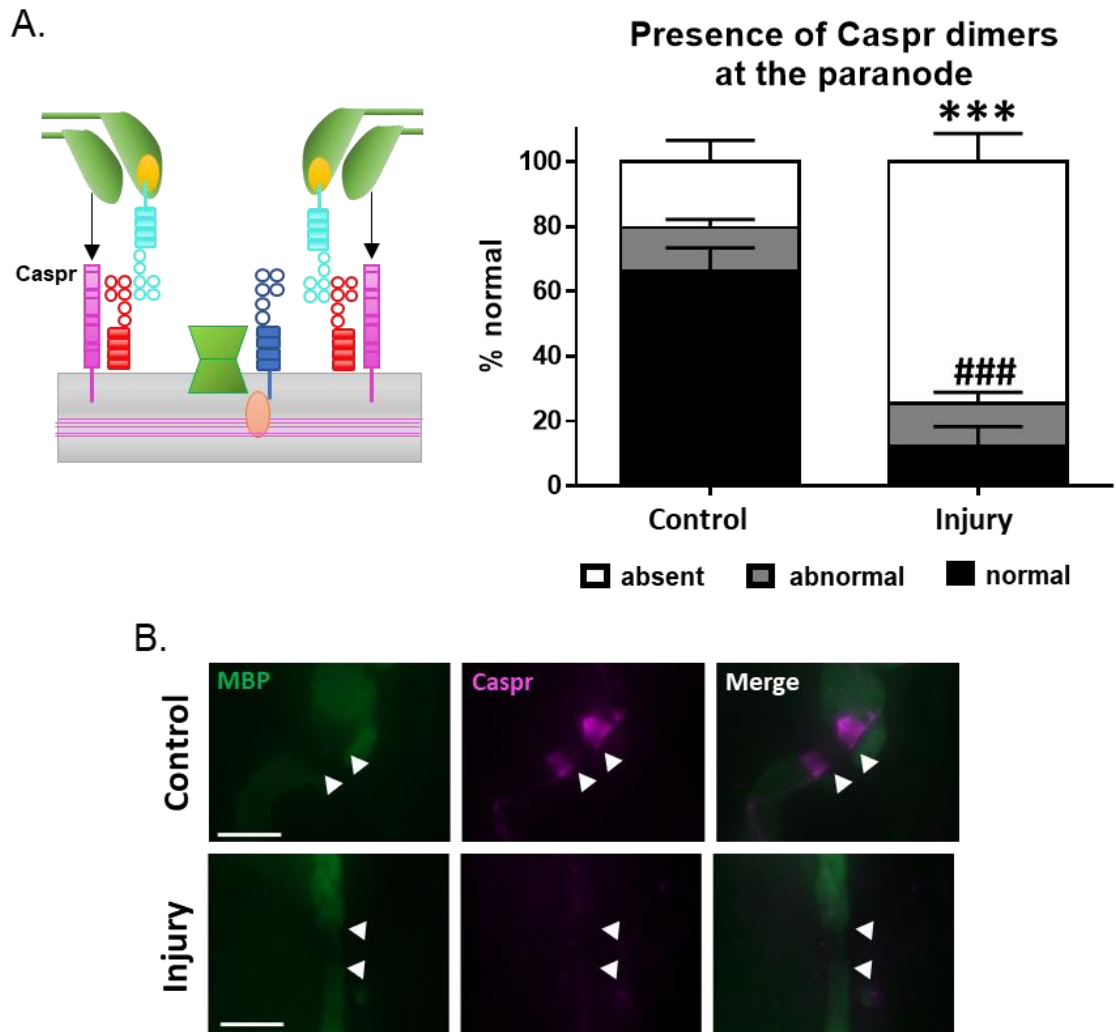 A.
Caspr
Presence of Caspr dimers
at the paranode
% normal
100
80
60
40
20
0
***
###
Control
Injury
absent
abnormal
normal
B.
Control
MBP
Caspr
Merge
Injury